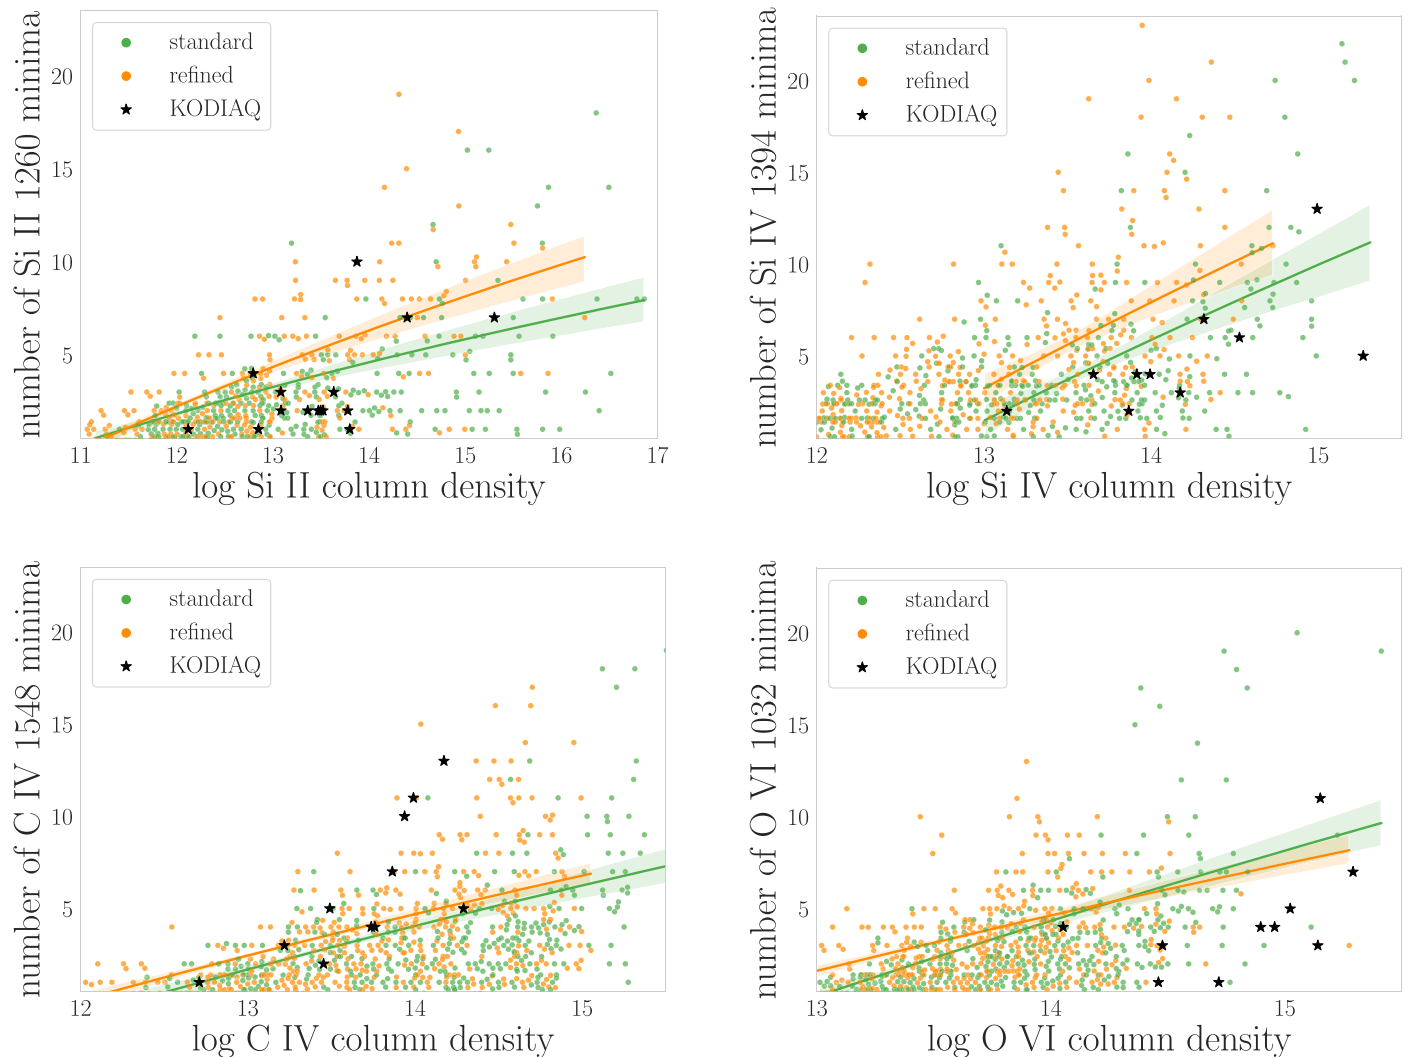 number of Si II 1260 minima
standard
refined
KODIAQ
20
15
10
5
11 12 13 14 15 16 17
log Si II column density
number of Si IV 1394 minima
standard
refined
KODIAQ
20
15
10
5
12 13 14 15
log Si IV column density
number of C IV 1548 minima
standard
refined
KODIAQ
20
15
10
5
12 13 14 15
log C IV column density
number of O VI 1032 minima
standard
refined
KODIAQ
20
15
10
5
13 14 15
log O VI column density